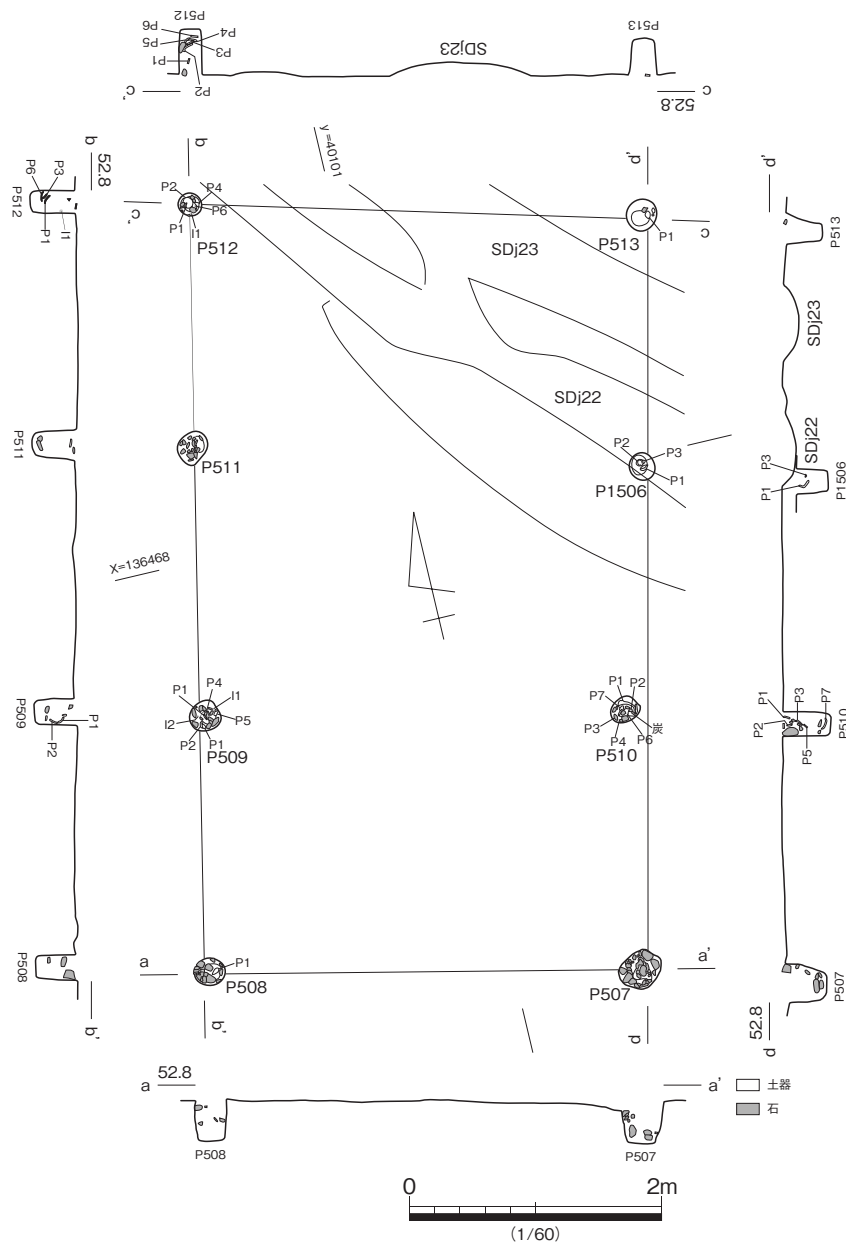 P512
P6
P4
P5
P3
P1
P2
SDj23
P513
c'
52.8
c
b
52.8
b
y =40101
d'
d'
P6
P3
P512
P1
I1
c'
P2
P4
P6
P1
I1
P512
P513
P1
c
SDj23
P513
SDj23
SDj22
SDj22
P511
P511
P2
P3
P1
P1506
P3
P1
P1506
X=136468
P509
P1
P2
P1
P4
I1
I2
P5
P2
P1
P509
P1
P2
P7
炭
P3
P4
P6
P510
P1
P3
P7
P2
P5
P510
P508
a
P1
P508
P507
a'
P507
b'
b'
d
52.8
d
a
52.8
a'
土器
石
P508
P507
0
2m
(1/60)